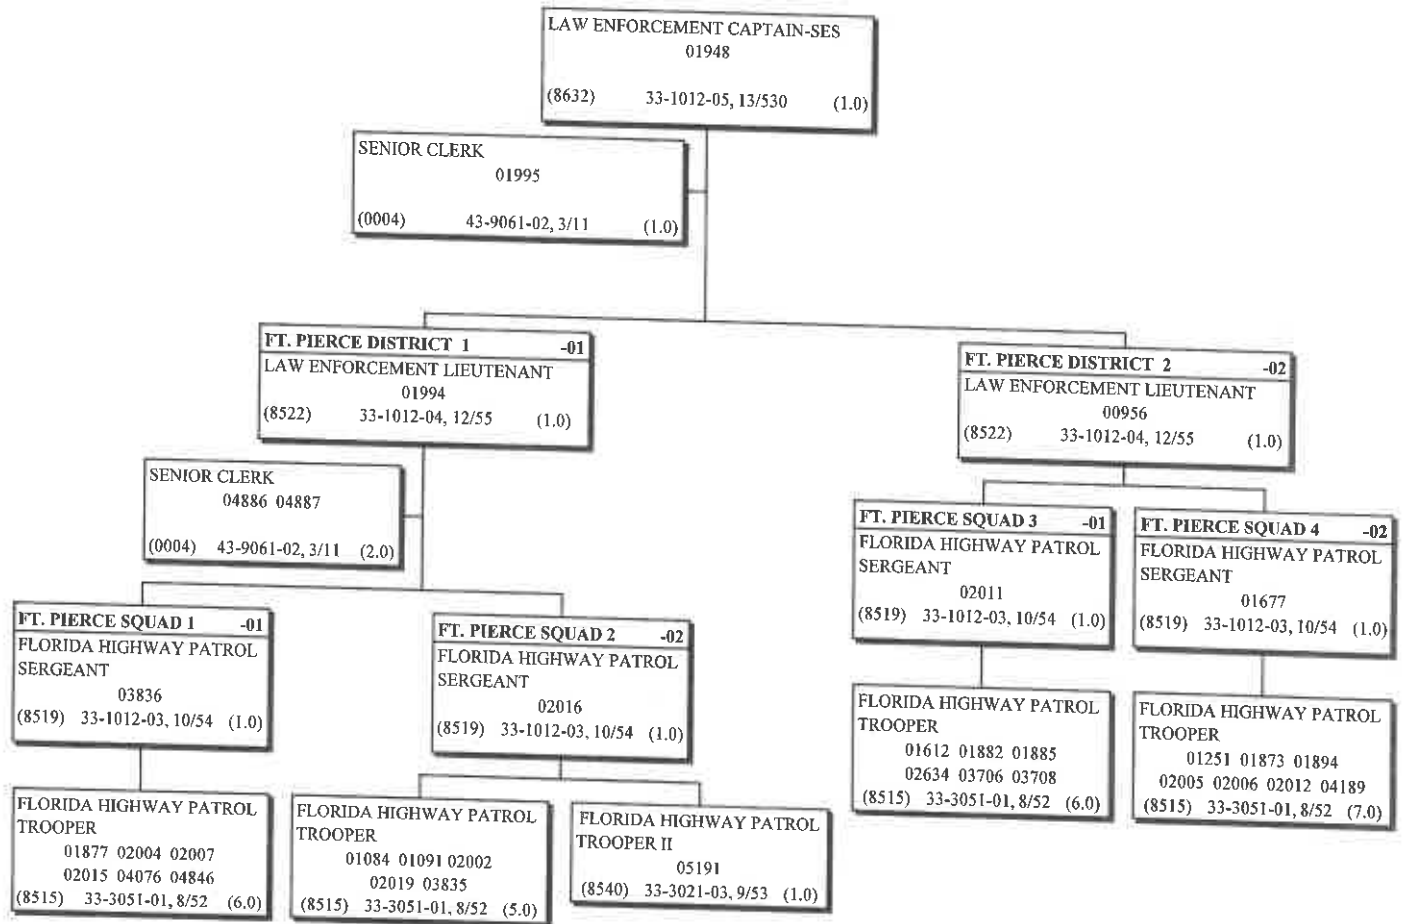 LAW ENFORCEMENT CAPTAIN-SES
01948
(8632) 33-1012-05, 13/530 (1.0)
SENIOR CLERK
01995
(0004) 43-9061-02, 3/11 (1.0)
FT. PIERCE DISTRICT 1 -01
LAW ENFORCEMENT LIEUTENANT
01994
(8522) 33-1012-04, 12/55 (1.0)
FT. PIERCE DISTRICT 2 -02
LAW ENFORCEMENT LIEUTENANT
00956
(8522) 33-1012-04, 12/55 (1.0)
SENIOR CLERK
04886 04887
(0004) 43-9061-02, 3/11 (2.0)
FT. PIERCE SQUAD 1 -01
FLORIDA HIGHWAY PATROL
SERGEANT
03836
(8519) 33-1012-03, 10/54 (1.0)
FT. PIERCE SQUAD 2 -02
FLORIDA HIGHWAY PATROL
SERGEANT
02016
(8519) 33-1012-03, 10/54 (1.0)
FT. PIERCE SQUAD 3 -01
FLORIDA HIGHWAY PATROL
SERGEANT
02011
(8519) 33-1012-03, 10/54 (1.0)
FT. PIERCE SQUAD 4 -02
FLORIDA HIGHWAY PATROL
SERGEANT
01677
(8519) 33-1012-03, 10/54 (1.0)
FLORIDA HIGHWAY PATROL
TROOPER
01877 02004 02007
02015 04076 04846
(8515) 33-3051-01, 8/52 (6.0)
FLORIDA HIGHWAY PATROL
TROOPER
01084 01091 02002
02019 03835
(8515) 33-3051-01, 8/52 (5.0)
FLORIDA HIGHWAY PATROL
TROOPER II
05191
(8540) 33-3021-03, 9/53 (1.0)
FLORIDA HIGHWAY PATROL
TROOPER
01612 01882 01885
02634 03706 03708
(8515) 33-3051-01, 8/52 (6.0)
FLORIDA HIGHWAY PATROL
TROOPER
01251 01873 01894
02005 02006 02012 04189
(8515) 33-3051-01, 8/52 (7.0)